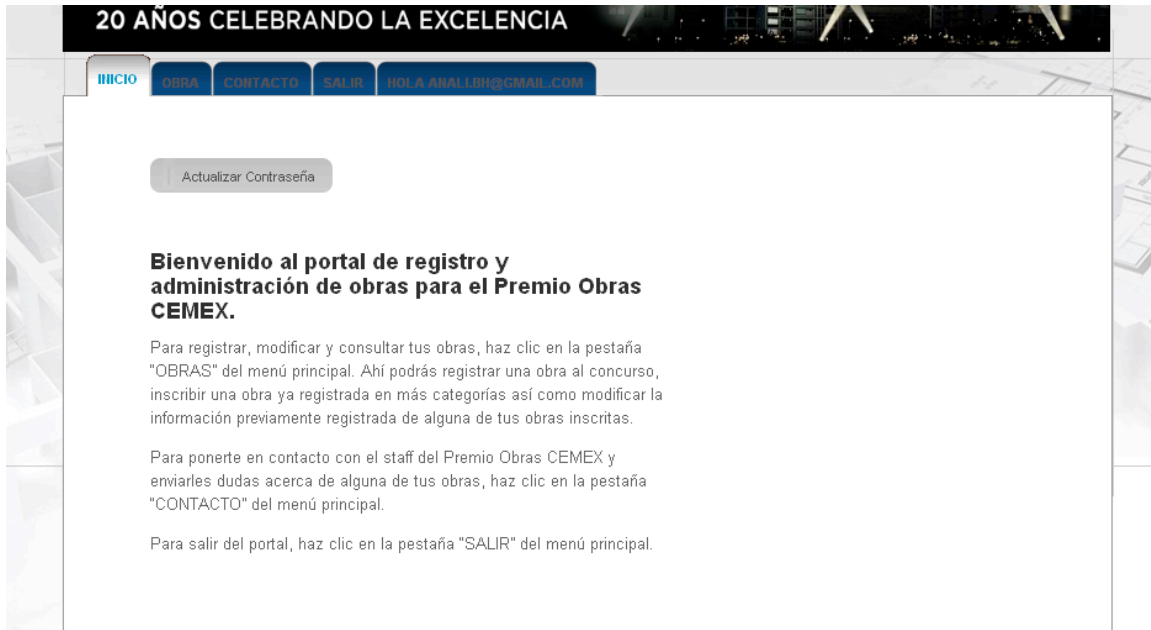 20 AÑOS CELEBRANDO LA EXCELENCIA
INICIO OBRA CONTACTO SALIR HOLA ANALI.BH@GMAIL.COM
Actualizar Contraseña
Bienvenido al portal de registro y
administración de obras para el Premio Obras
CEMEX.
Para registrar, modificar y consultar tus obras, haz clic en la pestaña
"OBRAS" del menú principal. Ahí podrás registrar una obra al concurso,
inscribir una obra ya registrada en más categorías así como modificar la
información previamente registrada de alguna de tus obras inscritas.
Para ponerte en contacto con el staff del Premio Obras CEMEX y
enviarles dudas acerca de alguna de tus obras, haz clic en la pestaña
"CONTACTO" del menú principal.
Para salir del portal, haz clic en la pestaña "SALIR" del menú principal.